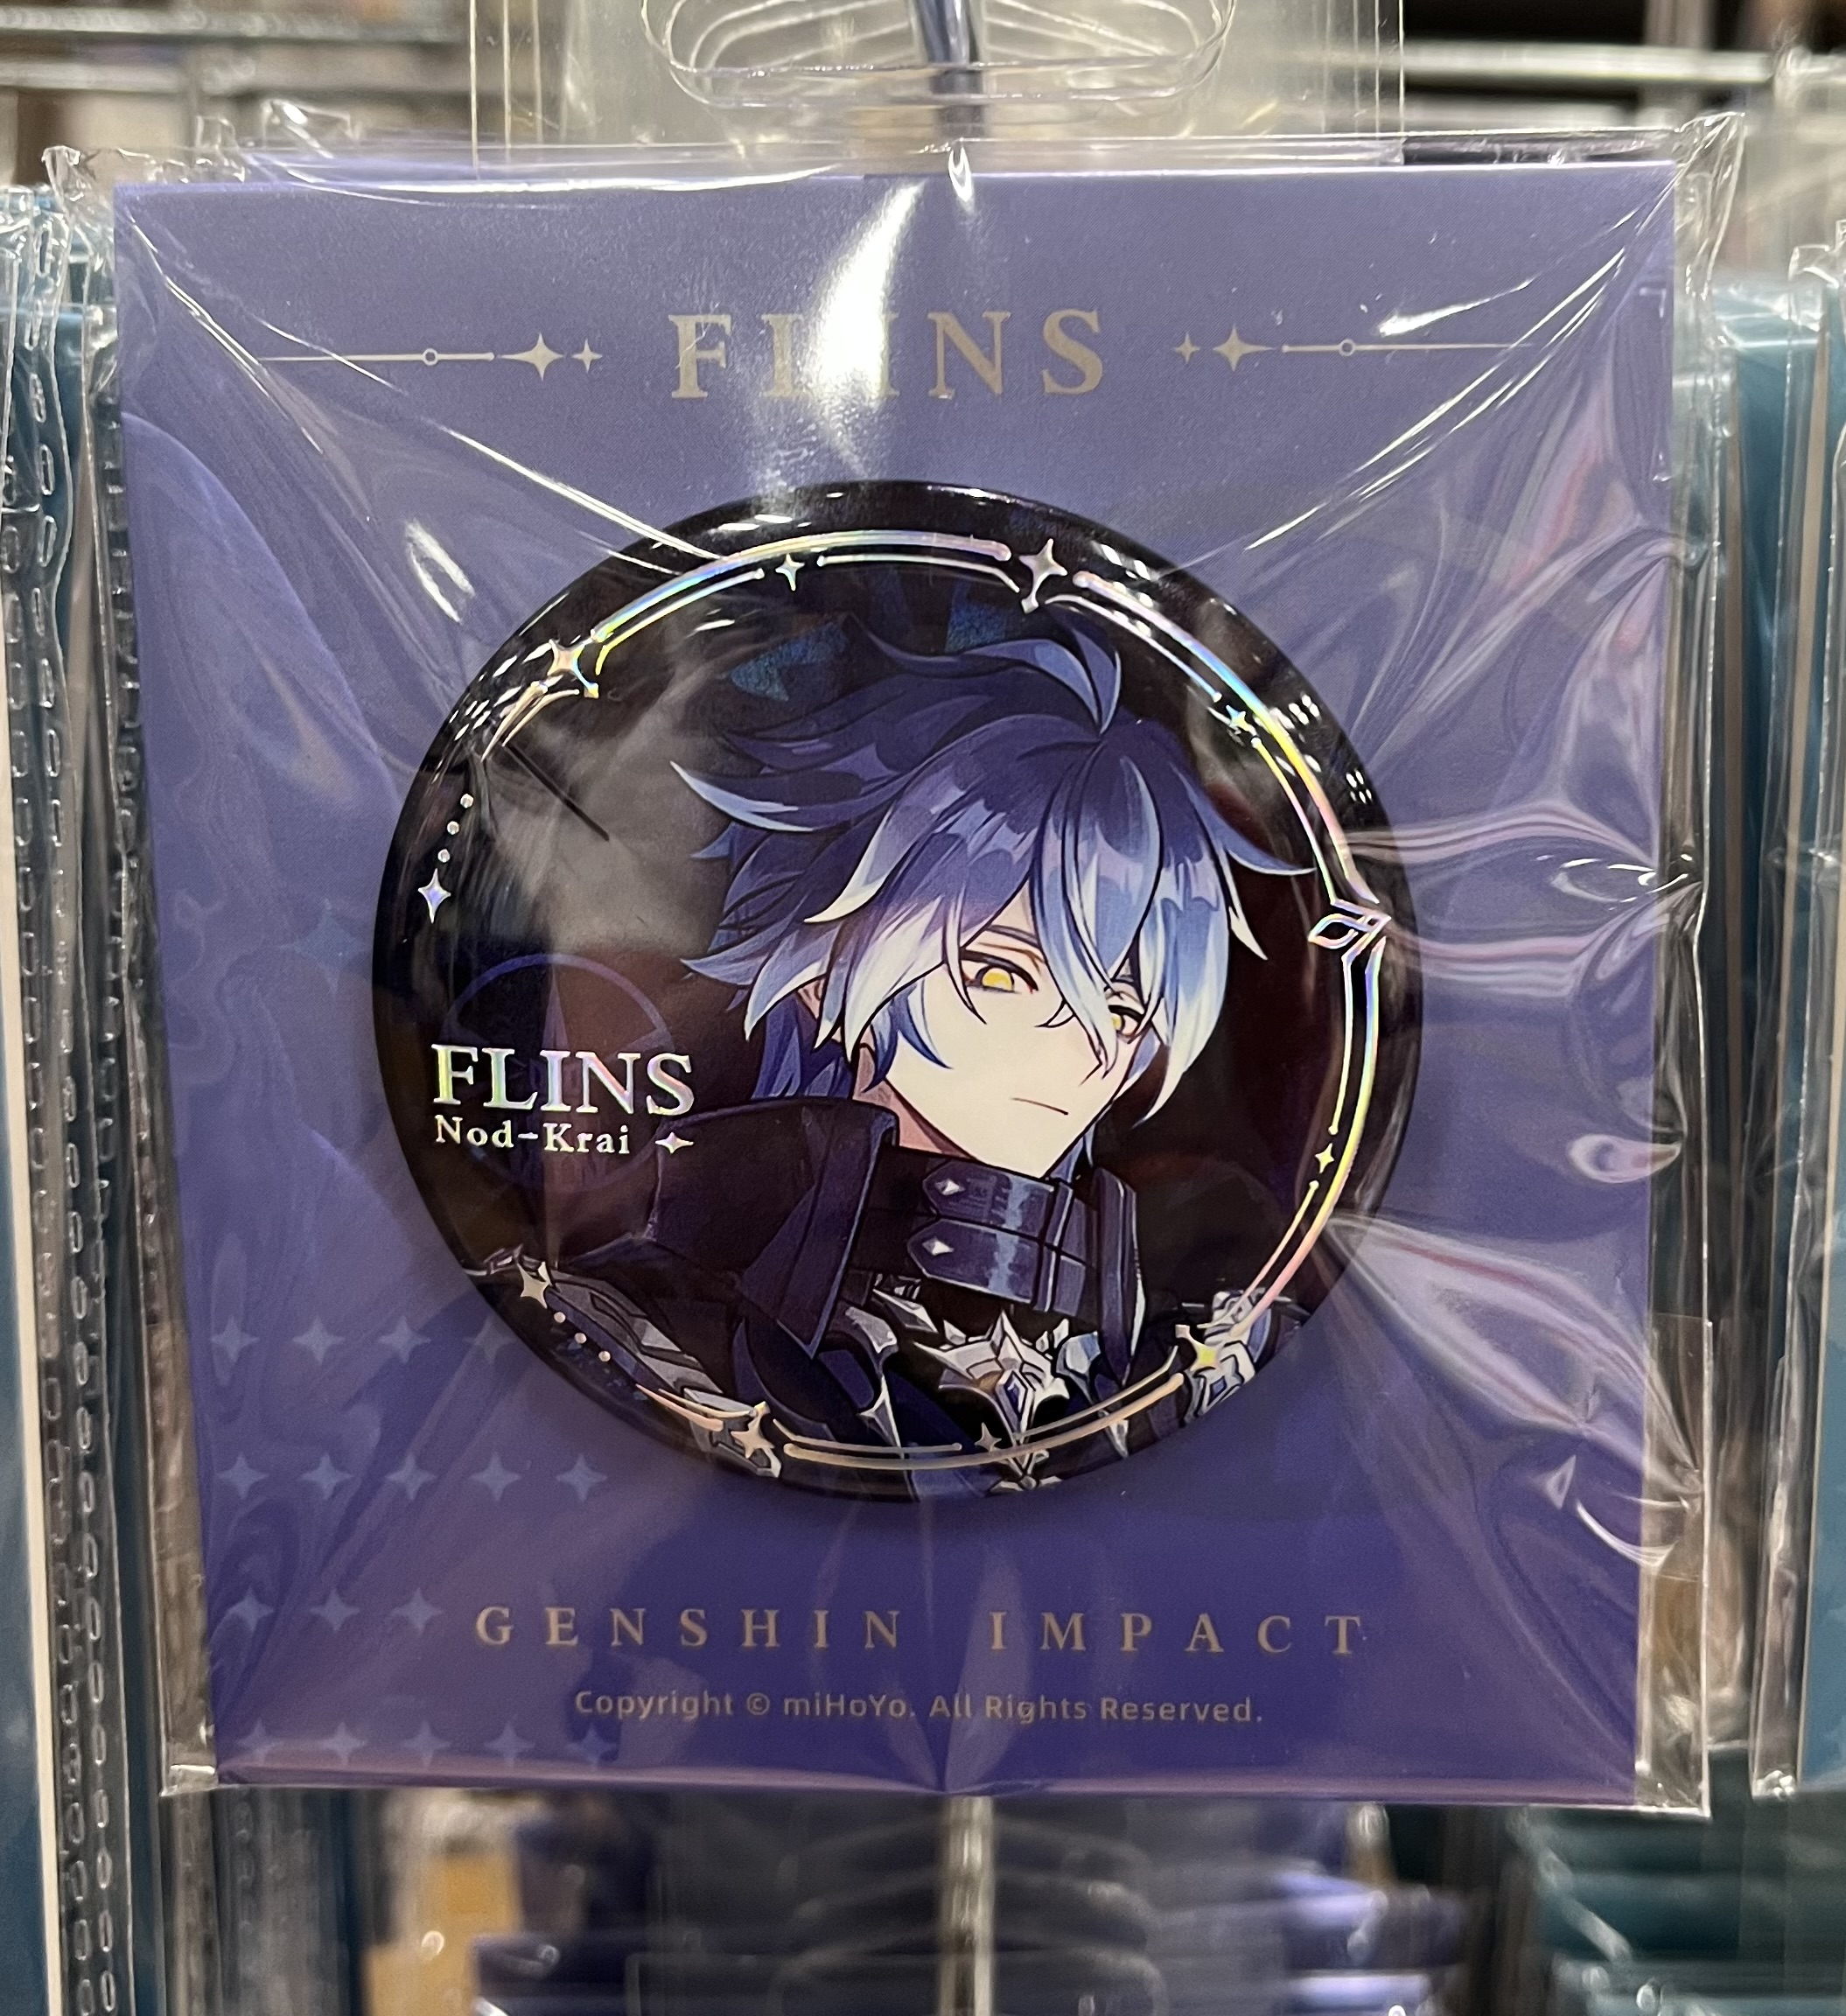 FLINS
FLINS
Nod-Krai
GENSHIN IMPACT
Copyright © miHoYo. All Rights Reserved.